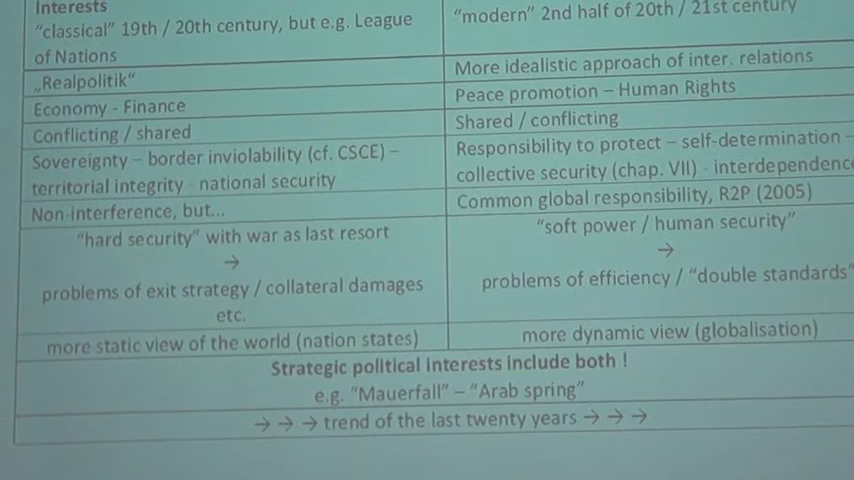 Interests
"classical" 19th / 20th century, but e.g. League
of Nations
"modern" 2nd half of 20th / 21st century
„Realpolitik“
More idealistic approach of inter. relations
Economy - Finance
Peace promotion – Human Rights
Conflicting / shared
Shared / conflicting
Sovereignty – border inviolability (cf. CSCE) –
territorial integrity - national security
Responsibility to protect – self-determination –
collective security (chap. VII) - interdependence
Non-interference, but...
Common global responsibility, R2P (2005)
"hard security" with war as last resort
→
problems of exit strategy / collateral damages
etc.
"soft power / human security"
→
problems of efficiency / "double standards"
more static view of the world (nation states)
more dynamic view (globalisation)
Strategic political interests include both !
e.g. "Mauerfall" – "Arab spring"
→ → → trend of the last twenty years → → →